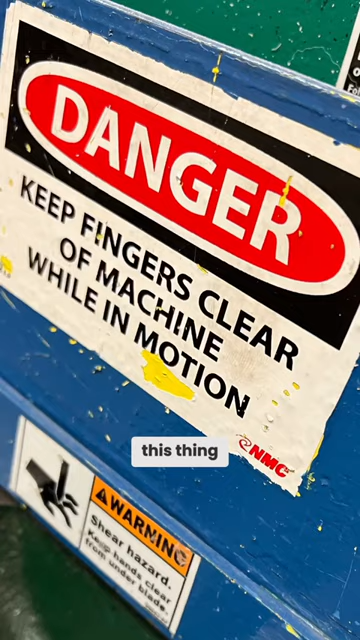 DANGER
KEEP FINGERS CLEAR
OF MACHINE
WHILE IN MOTION
NMC
this thing
WARNING
Shear hazard.
Keep hands clear
from under blade.